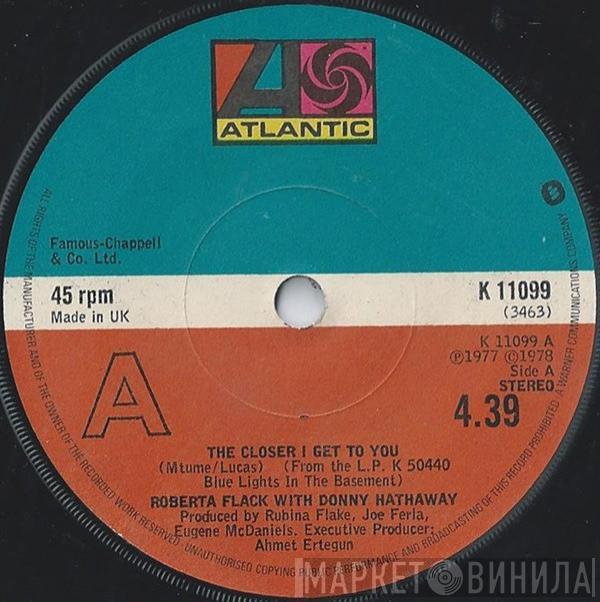 ATLANTIC
Famous-Chappell
& Co. Ltd.
45 rpm
Made in UK
K 11099
(3463)
K 11099 A
℗1977 ©1978
Side A
STEREO
4.39
A
THE CLOSER I GET TO YOU
(Mtume/Lucas) (From the L.P. K 50440
Blue Lights In The Basement)
ROBERTA FLACK WITH DONNY HATHAWAY
Produced by Rubina Flake, Joe Ferla,
Eugene McDaniels. Executive Producer:
Ahmet Ertegun
ALL RIGHTS OF THE MANUFACTURER AND OF THE OWNER OF THE RECORDED WORK RESERVED. UNAUTHORISED COPYING PUBLIC PERFORMANCE AND BROADCASTING OF THIS RECORD PROHIBITED
A WARNER COMMUNICATIONS COMPANY
МАРКЕТ ВИНИЛА